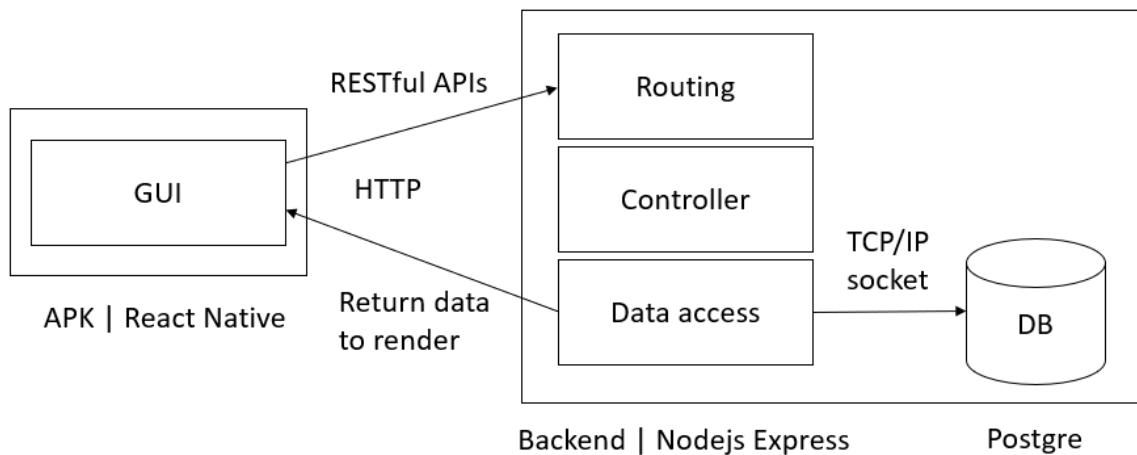 RESTful APIs
Routing
GUI
HTTP
Controller
TCP/IP
socket
Return data
to render
Data access
DB
APK | React Native
Backend | Nodejs Express
Postgre